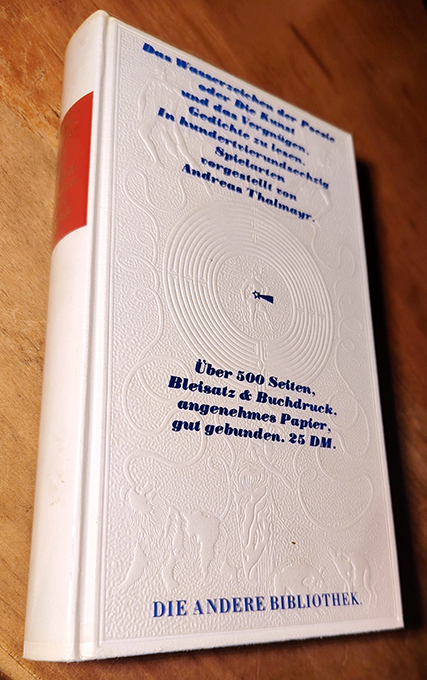 Das Wasserzeichen der Poesie
oder Die Kunst
und das Vergnügen,
Gedichte zu lesen.
In hundertvierundsechzig
Spielarten
vorgestellt von
Andreas Thalmayr.
Über 500 Seiten,
Bleisatz & Buchdruck,
angenehmes Papier,
gut gebunden. 25 DM.
DIE ANDERE BIBLIOTHEK.